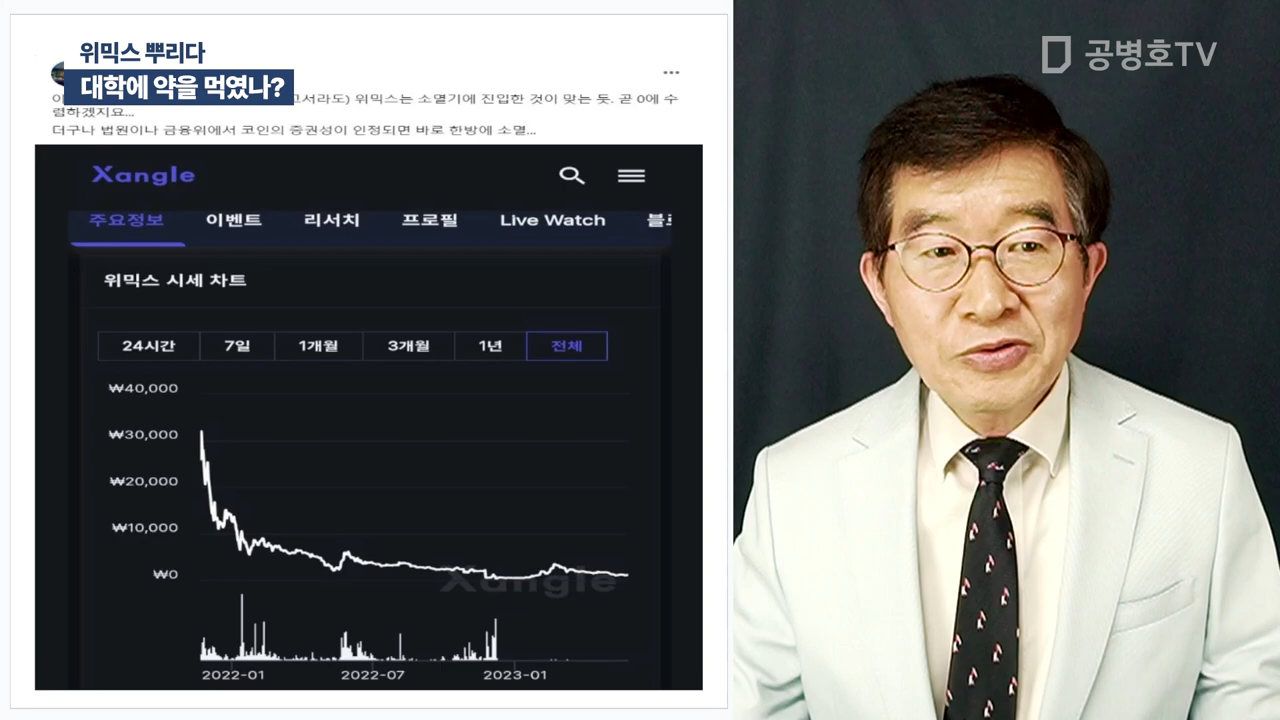 위믹스 뿌리다
대학에 약을 먹였나?
공병호TV
위믹스는 소멸기에 진입한 것이 맞는 듯. 곧 0에 수
렴하겠지요...
더구나 법원이나 금융위에서 코인의 증권성이 인정되면 바로 한방에 소멸...
Xangle
주요정보 이벤트 리서치 프로필 Live Watch
위믹스 시세 차트
24시간 7일 1개월 3개월 1년 전체
₩40,000
₩30,000
₩20,000
₩10,000
₩0
Xangle
2022-01 2022-07 2023-01